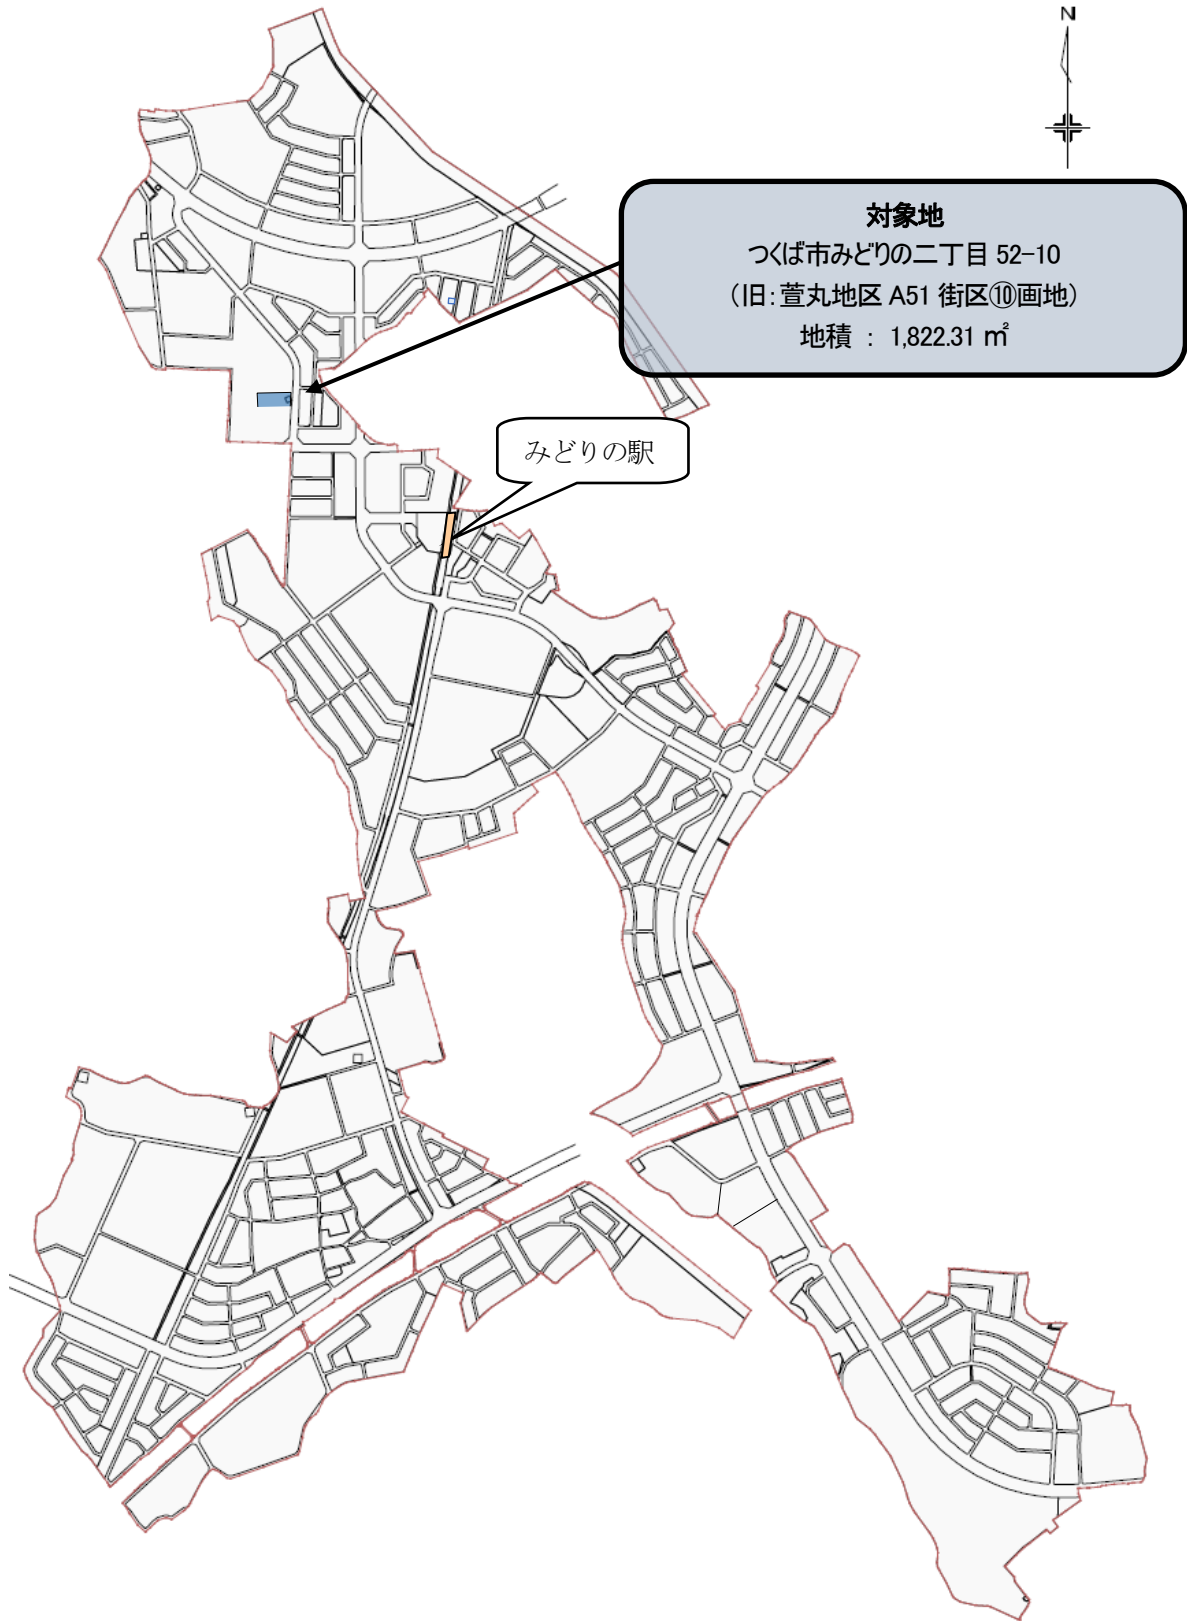 N
対象地
つくば市みどりの二丁目 52-10
（旧：萱丸地区 A51 街区⑩画地）
地積 ： 1,822.31 ㎡
みどりの駅